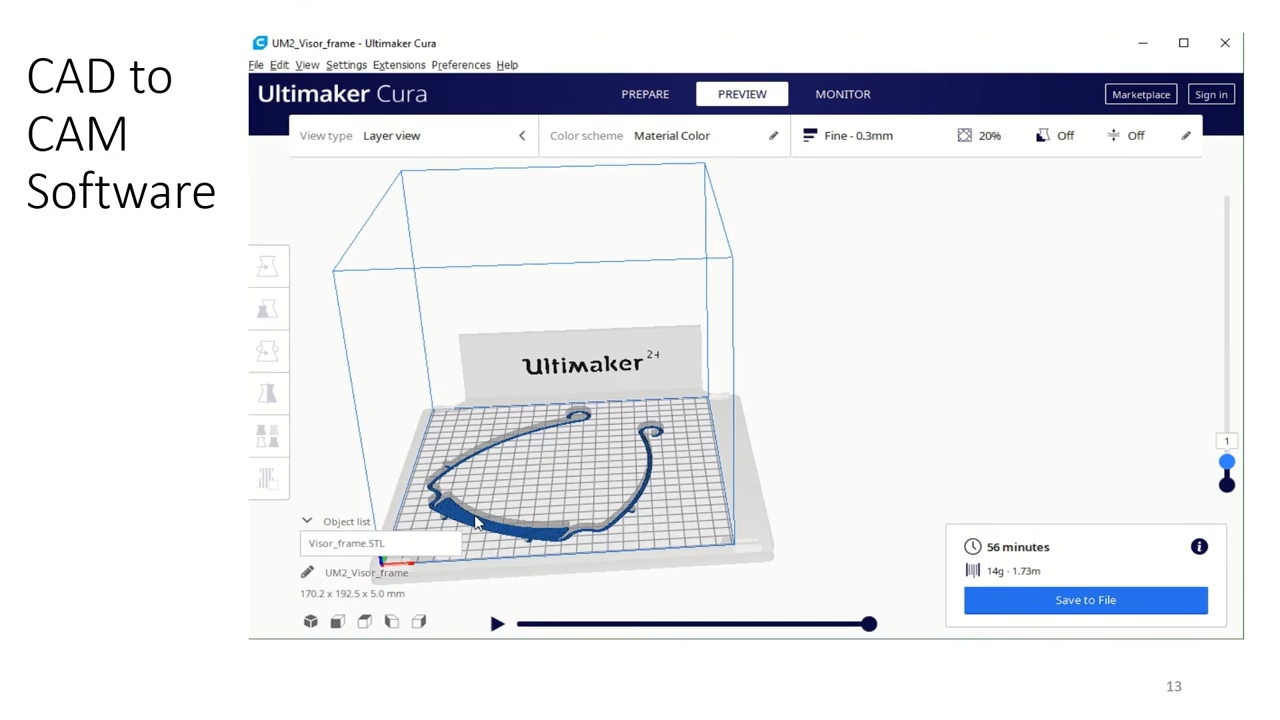 CAD to
CAM
Software
UM2_Visor_frame - Ultimaker Cura
File Edit View Settings Extensions Preferences Help
Ultimaker Cura
PREPARE
PREVIEW
MONITOR
Marketplace
Sign in
View type Layer view
Color scheme Material Color
Fine - 0.3mm
20%
Off
Off
Ultimaker 2+
1
Object list
Visor_frame.STL
UM2_Visor_frame
170.2 x 192.5 x 5.0 mm
56 minutes
14g · 1.73m
Save to File
13